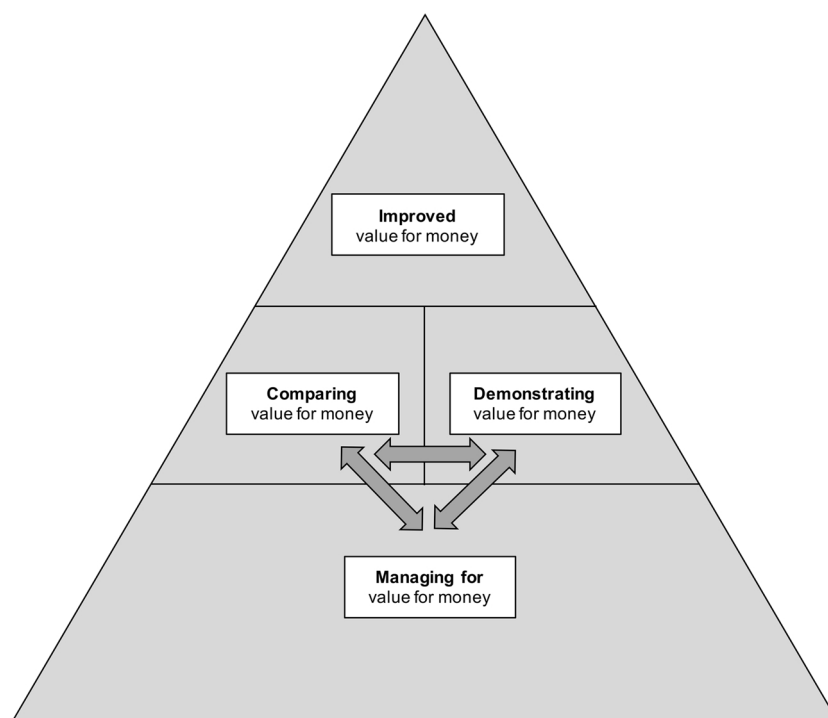 Improved
value for money
Comparing
value for money
Demonstrating
value for money
Managing for
value for money